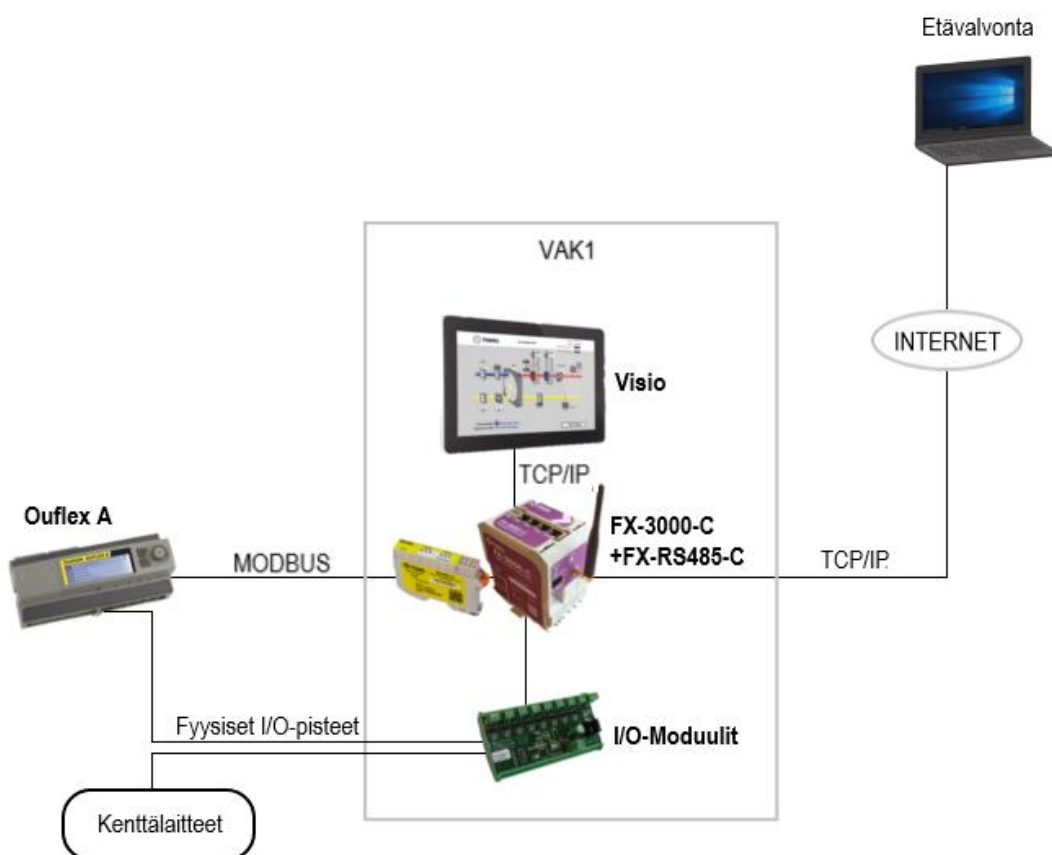 Etävalvonta
VAK1
INTERNET
Visio
TCP/IP
Ouflex A
FX-3000-C
+FX-RS485-C
MODBUS
TCP/IP
Fyysiset I/O-pisteet
I/O-Moduulit
Kenttälaitteet